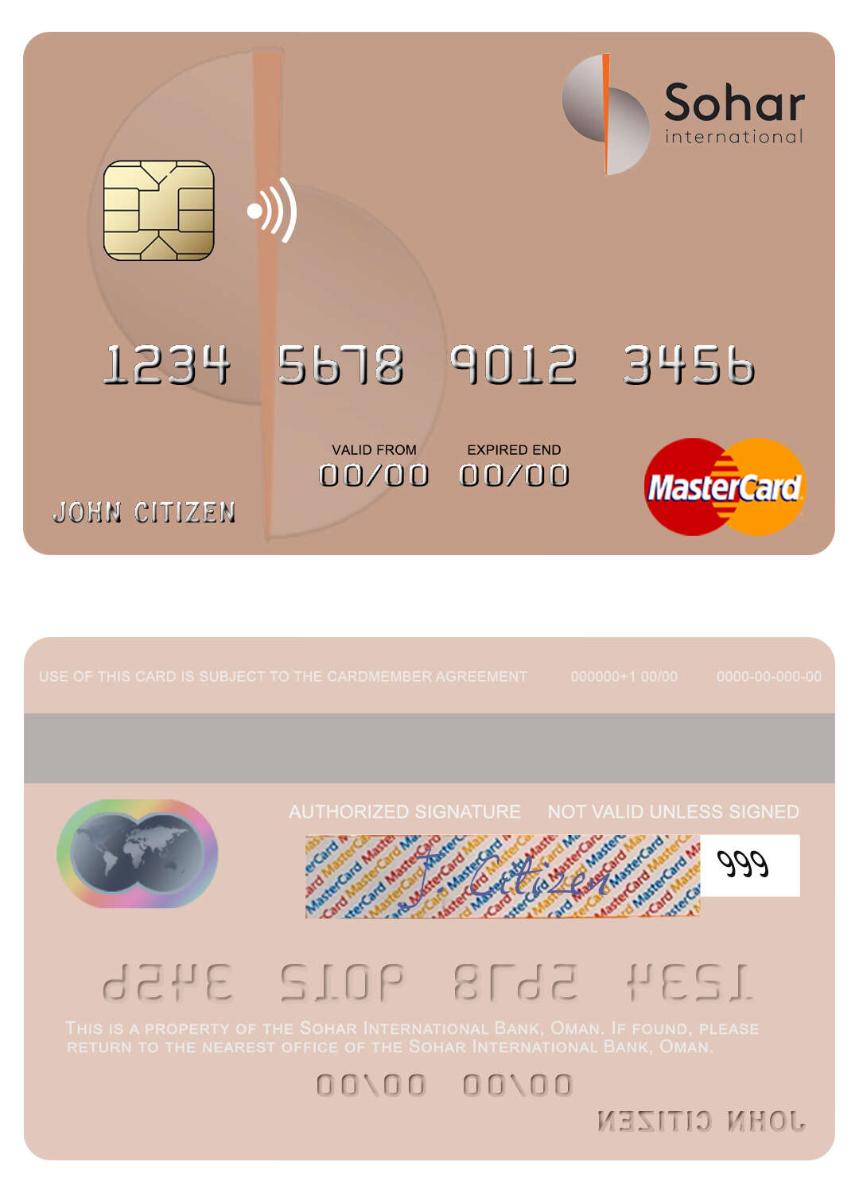 Sohar
international
1234 5678 9012 3456
VALID FROM EXPIRED END
00/00 00/00
JOHN CITIZEN
MasterCard
USE OF THIS CARD IS SUBJECT TO THE CARDMEMBER AGREEMENT 000000+1 00/00 0000-00-000-00
AUTHORIZED SIGNATURE NOT VALID UNLESS SIGNED
MasterCard MasterCard MasterCard MasterCard
J. Citizen
999
1234 5678 9012 3456
THIS IS A PROPERTY OF THE SOHAR INTERNATIONAL BANK, OMAN. IF FOUND, PLEASE
RETURN TO THE NEAREST OFFICE OF THE SOHAR INTERNATIONAL BANK, OMAN.
00/00 00/00
JOHN CITIZEN